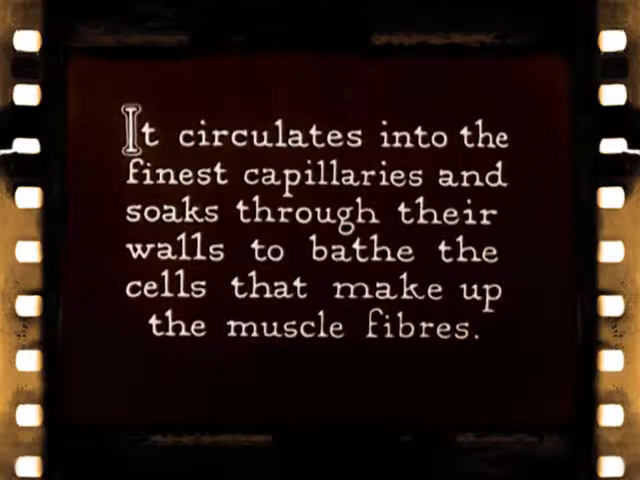 It circulates into the
finest capillaries and
soaks through their
walls to bathe the
cells that make up
the muscle fibres.